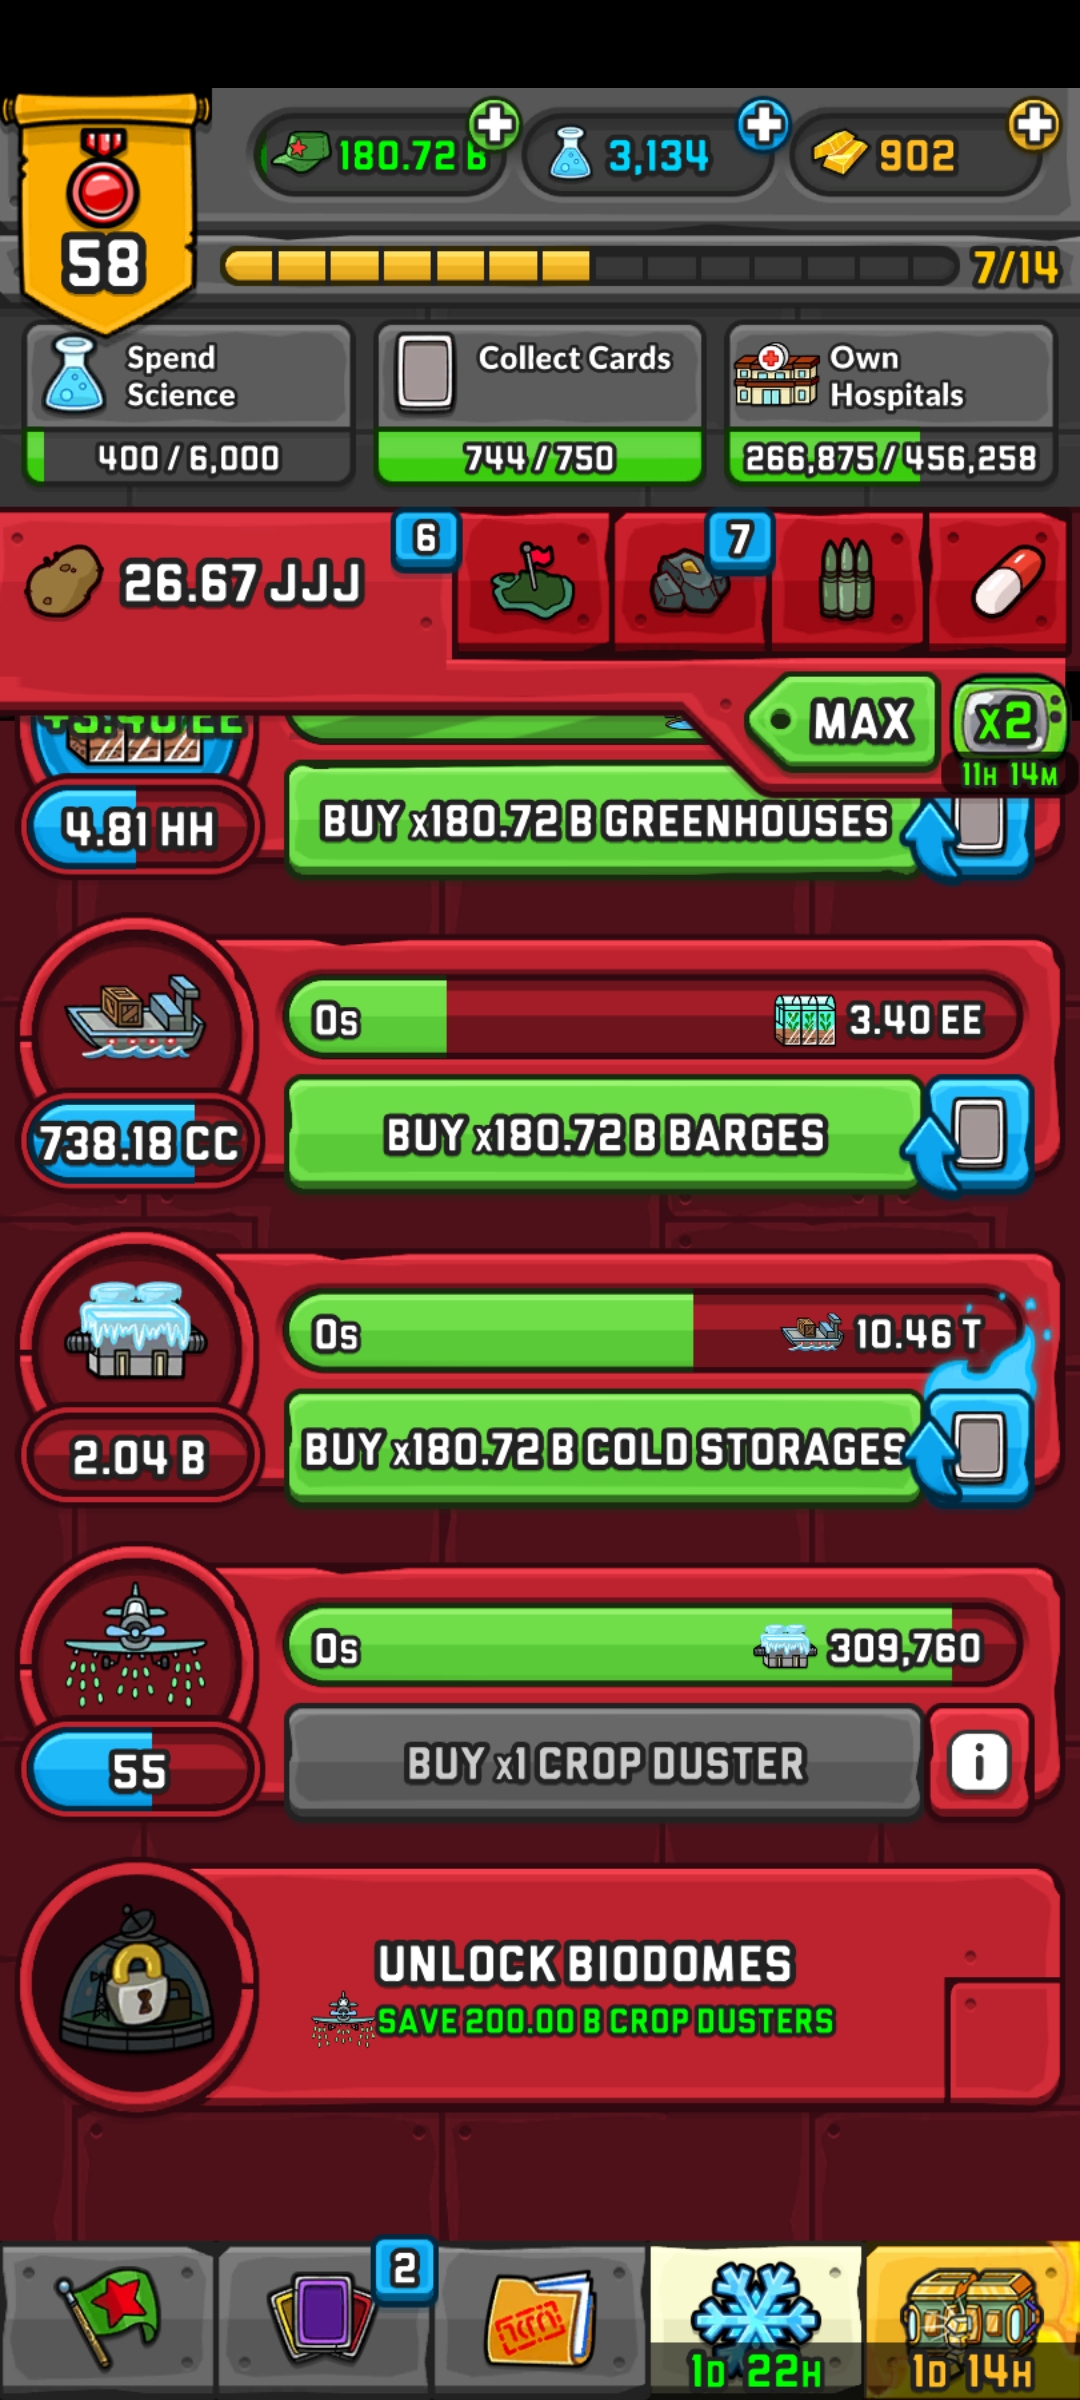 58
180.72 B
3,134
902
7/14
Spend Science
400 / 6,000
Collect Cards
744 / 750
Own Hospitals
266,875 / 456,258
26.67 JJJ
6
7
MAX
x2
11H 14M
+3.40 EE
4.81 HH
BUY x180.72 B GREENHOUSES
0s
3.40 EE
738.18 CC
BUY x180.72 B BARGES
0s
10.46 T
2.04 B
BUY x180.72 B COLD STORAGES
0s
309,760
55
BUY x1 CROP DUSTER
i
UNLOCK BIODOMES
SAVE 200.00 B CROP DUSTERS
2
1D 22H
1D 14H